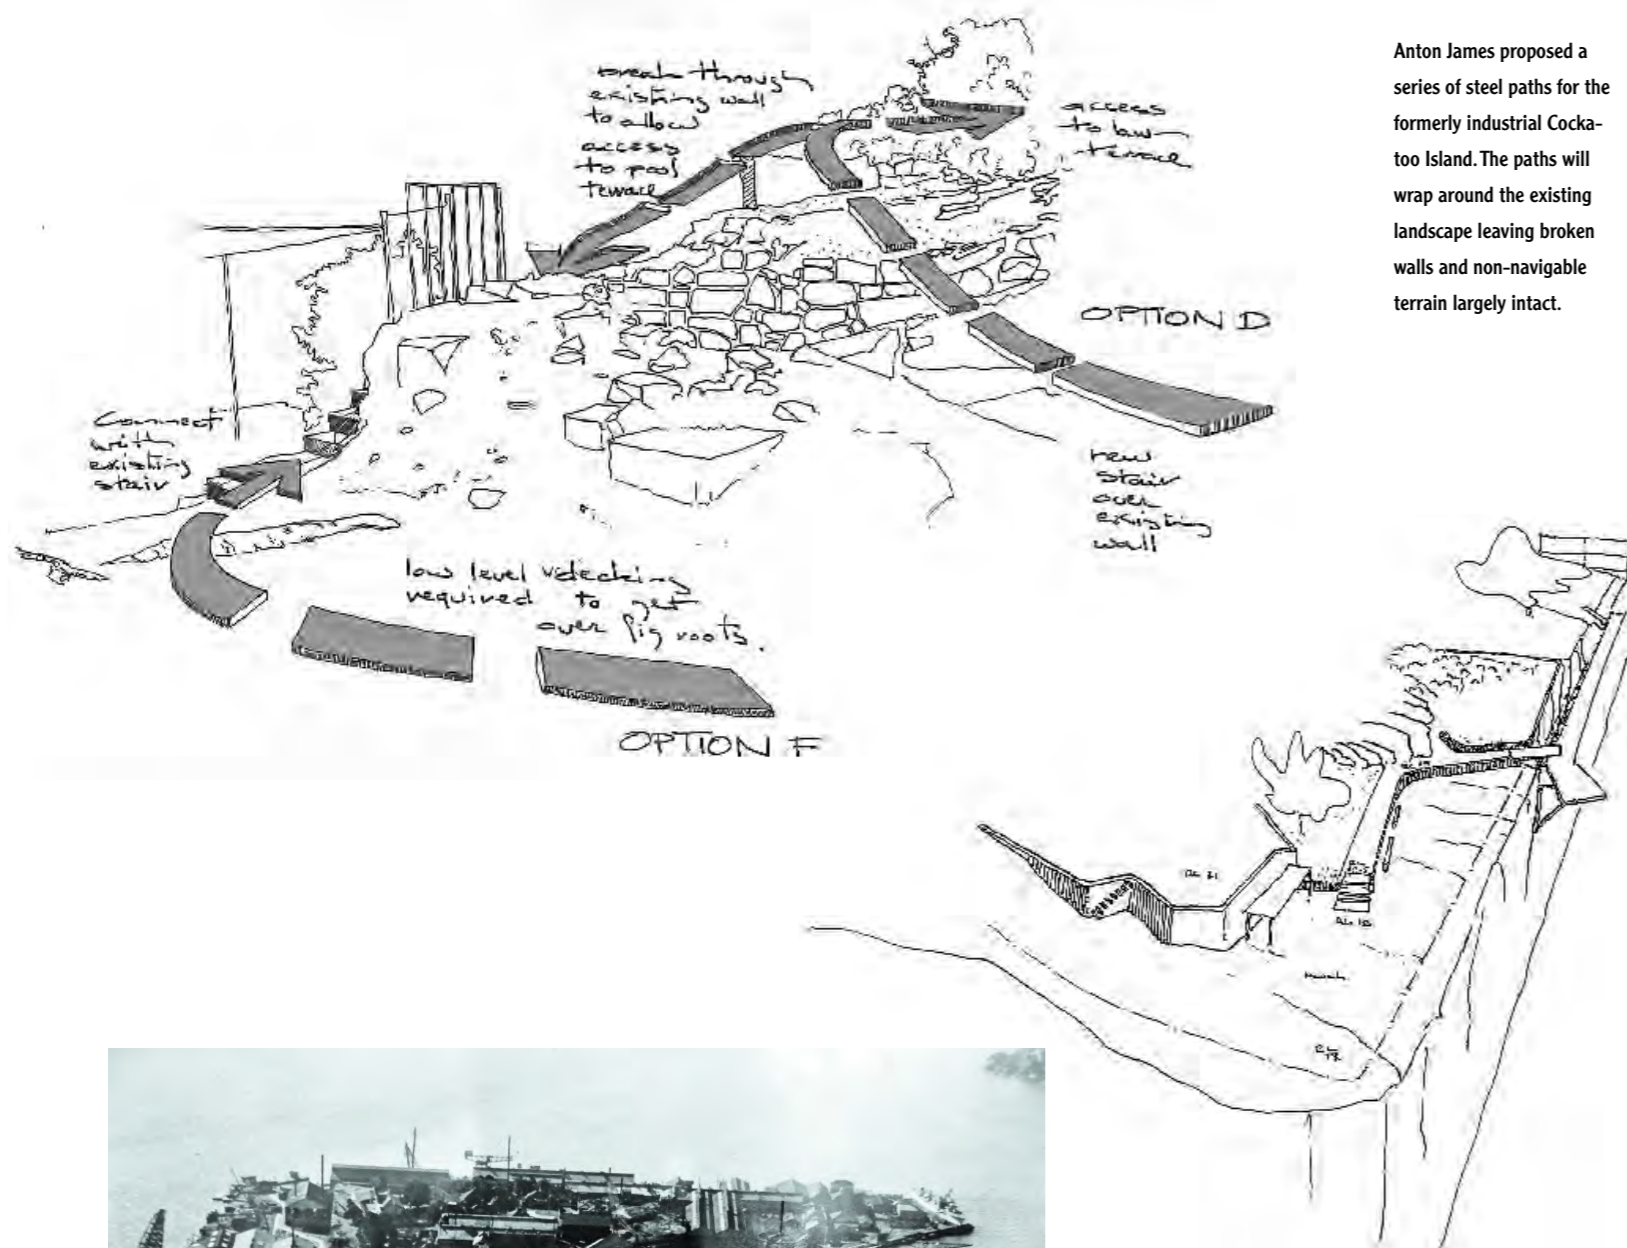 break through
existing wall
to allow
access
to pool
terrace
access
to lawn
terrace
Anton James proposed a
series of steel paths for the
formerly industrial Cocka-
too Island. The paths will
wrap around the existing
landscape leaving broken
walls and non-navigable
terrain largely intact.
OPTION D
Connect
with
existing
stair
new
stair
over
existing
wall
low level decking
required to get
over fig roots.
OPTION F